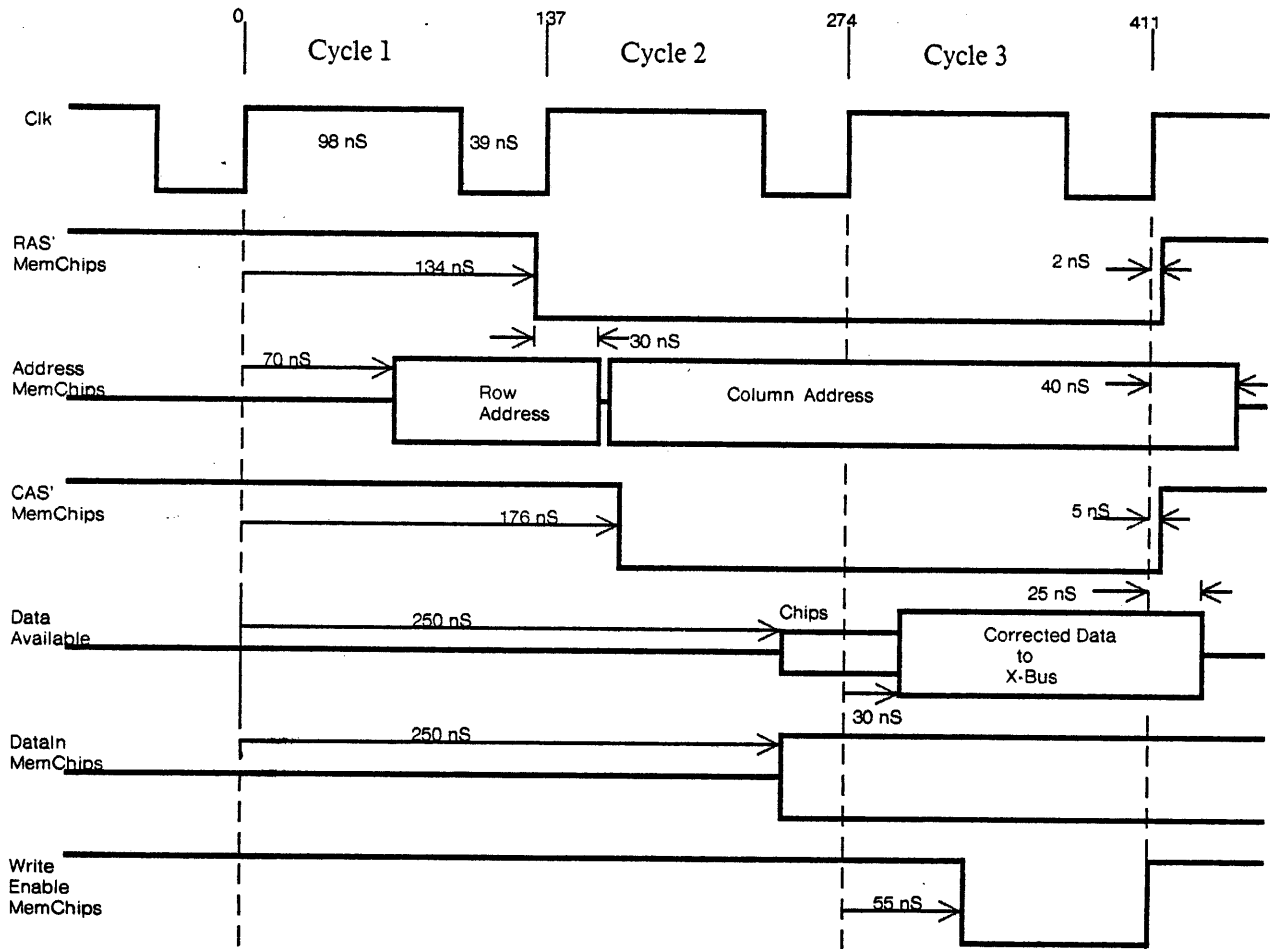 0 137 274 411
Cycle 1 Cycle 2 Cycle 3
Clk
98 nS 39 nS
RAS'
MemChips
134 nS
2 nS
30 nS
Address
MemChips
70 nS
Row
Address
Column Address
40 nS
CAS'
MemChips
176 nS
5 nS
25 nS
Data
Available
250 nS
Chips
Corrected Data
to
X-Bus
30 nS
DataIn
MemChips
250 nS
Write
Enable
MemChips
55 nS